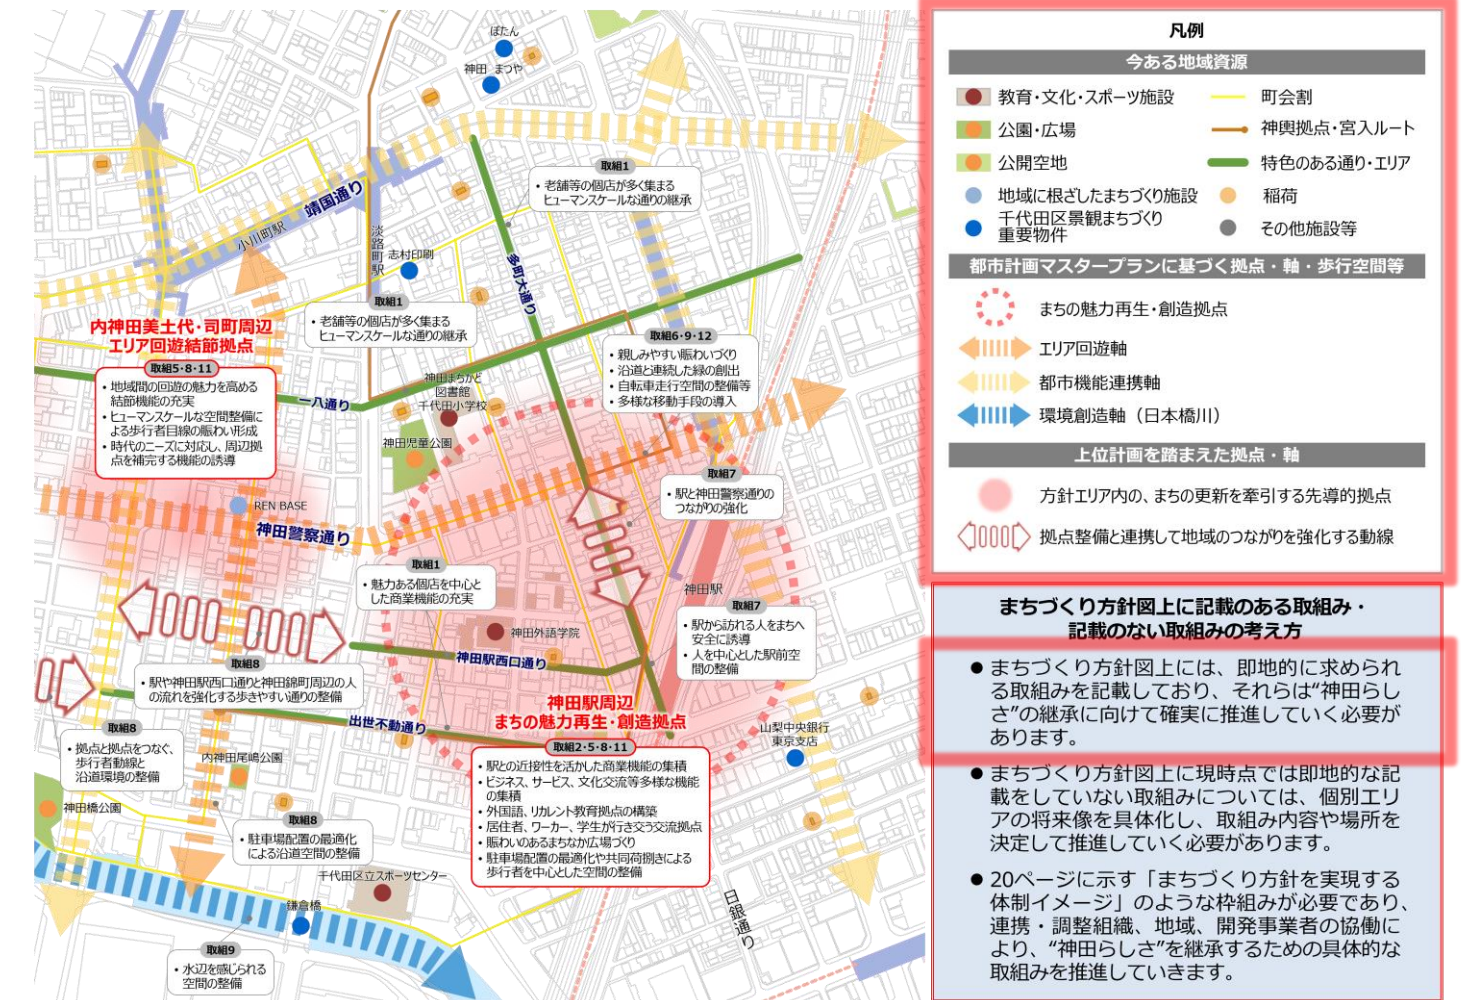 ぼたん
神田 まつや
取組1
・老舗等の個店が多く集まる
ヒューマンスケールな通りの継承
靖国通り
小川町駅
淡路町駅
志村印刷
多町大通り
取組1
・老舗等の個店が多く集まる
ヒューマンスケールな通りの継承
内神田美土代・司町周辺
エリア回遊結節拠点
取組5・8・11
・地域間の回遊の魅力を高める
結節機能の充実
・ヒューマンスケールな空間整備に
よる歩行者目線の賑わい形成
・時代のニーズに対応し、周辺拠
点を補完する機能の誘導
一八通り
神田まちかど
図書館
千代田小学校
神田児童公園
取組6・9・12
・親しみやすい賑わいづくり
・沿道と連続した緑の創出
・自転車走行空間の整備等
・多様な移動手段の導入
取組7
・駅と神田警察通りの
つながりの強化
REN BASE
神田警察通り
取組1
・魅力ある個店を中心と
した商業機能の充実
神田駅
取組7
・駅から訪れる人をまちへ
安全に誘導
・人を中心とした駅前空
間の整備
神田外語学院
神田駅西口通り
取組8
・駅や神田駅西口通りと神田錦町周辺の人
の流れを強化する歩きやすい通りの整備
神田駅周辺
まちの魅力再生・創造拠点
取組2・5・8・11
・駅との近接性を活かした商業機能の集積
・ビジネス、サービス、文化交流等多様な機能
の集積
・外国語、リカレント教育拠点の構築
・居住者、ワーカー、学生が行き交う交流拠点
・賑わいのあるまちなか広場づくり
・駐車場配置の最適化や共同荷捌きによる
歩行者を中心とした空間の整備
出世不動通り
取組8
・拠点と拠点をつなぐ、
歩行者動線と
沿道環境の整備
内神田尾嶋公園
神田橋公園
取組8
・駐車場配置の最適化
による沿道空間の整備
山梨中央銀行
東京支店
千代田区立スポーツセンター
鎌倉橋
取組9
・水辺を感じられる
空間の整備
日銀通り
凡例
今ある地域資源
教育・文化・スポーツ施設
町会割
公園・広場
神輿拠点・宮入ルート
公開空地
特色のある通り・エリア
地域に根ざしたまちづくり施設
稲荷
千代田区景観まちづくり
重要物件
その他施設等
都市計画マスタープランに基づく拠点・軸・歩行空間等
まちの魅力再生・創造拠点
エリア回遊軸
都市機能連携軸
環境創造軸（日本橋川）
上位計画を踏まえた拠点・軸
方針エリア内の、まちの更新を牽引する先導的拠点
拠点整備と連携して地域のつながりを強化する動線
まちづくり方針図上に記載のある取組み・
記載のない取組みの考え方
● まちづくり方針図上には、即地的に求められ
る取組みを記載しており、それらは“神田らし
さ”の継承に向けて確実に推進していく必要が
あります。
● まちづくり方針図上に現時点では即地的な記
載をしていない取組みについては、個別エリ
アの将来像を具体化し、取組み内容や場所を
決定して推進していく必要があります。
● 20ページに示す「まちづくり方針を実現する
体制イメージ」のような枠組みが必要であり、
連携・調整組織、地域、開発事業者の協働に
より、“神田らしさ”を継承するための具体的な
取組みを推進していきます。